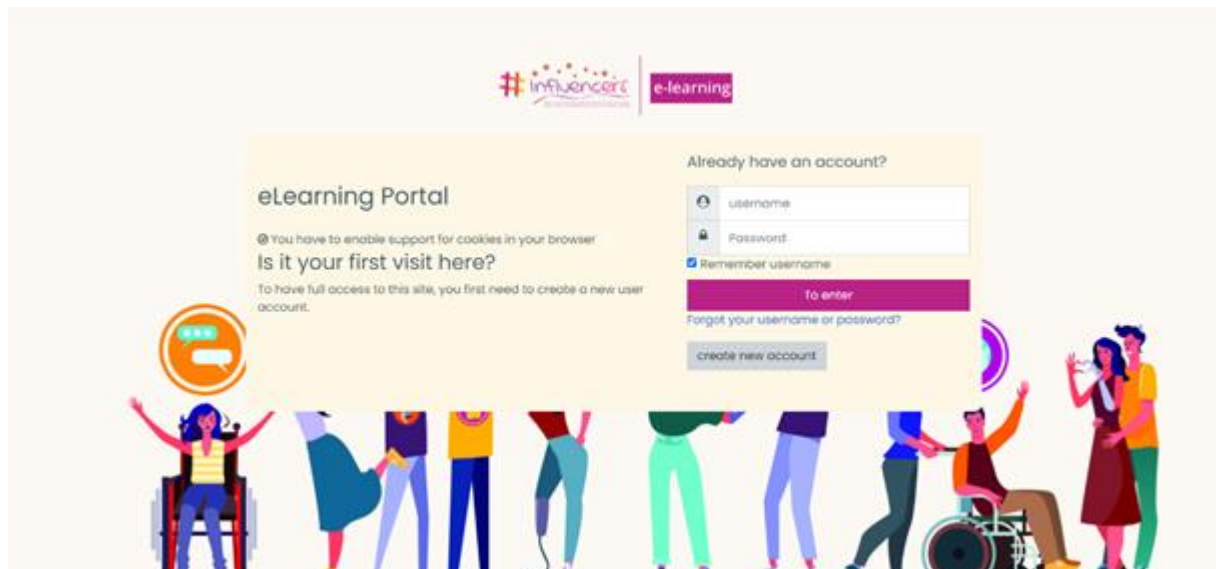 # influencers
e-learning
eLearning Portal
You have to enable support for cookies in your browser
Is it your first visit here?
To have full access to this site, you first need to create a new user
account.
Already have an account?
username
Password
Remember username
To enter
Forgot your username or password?
create new account